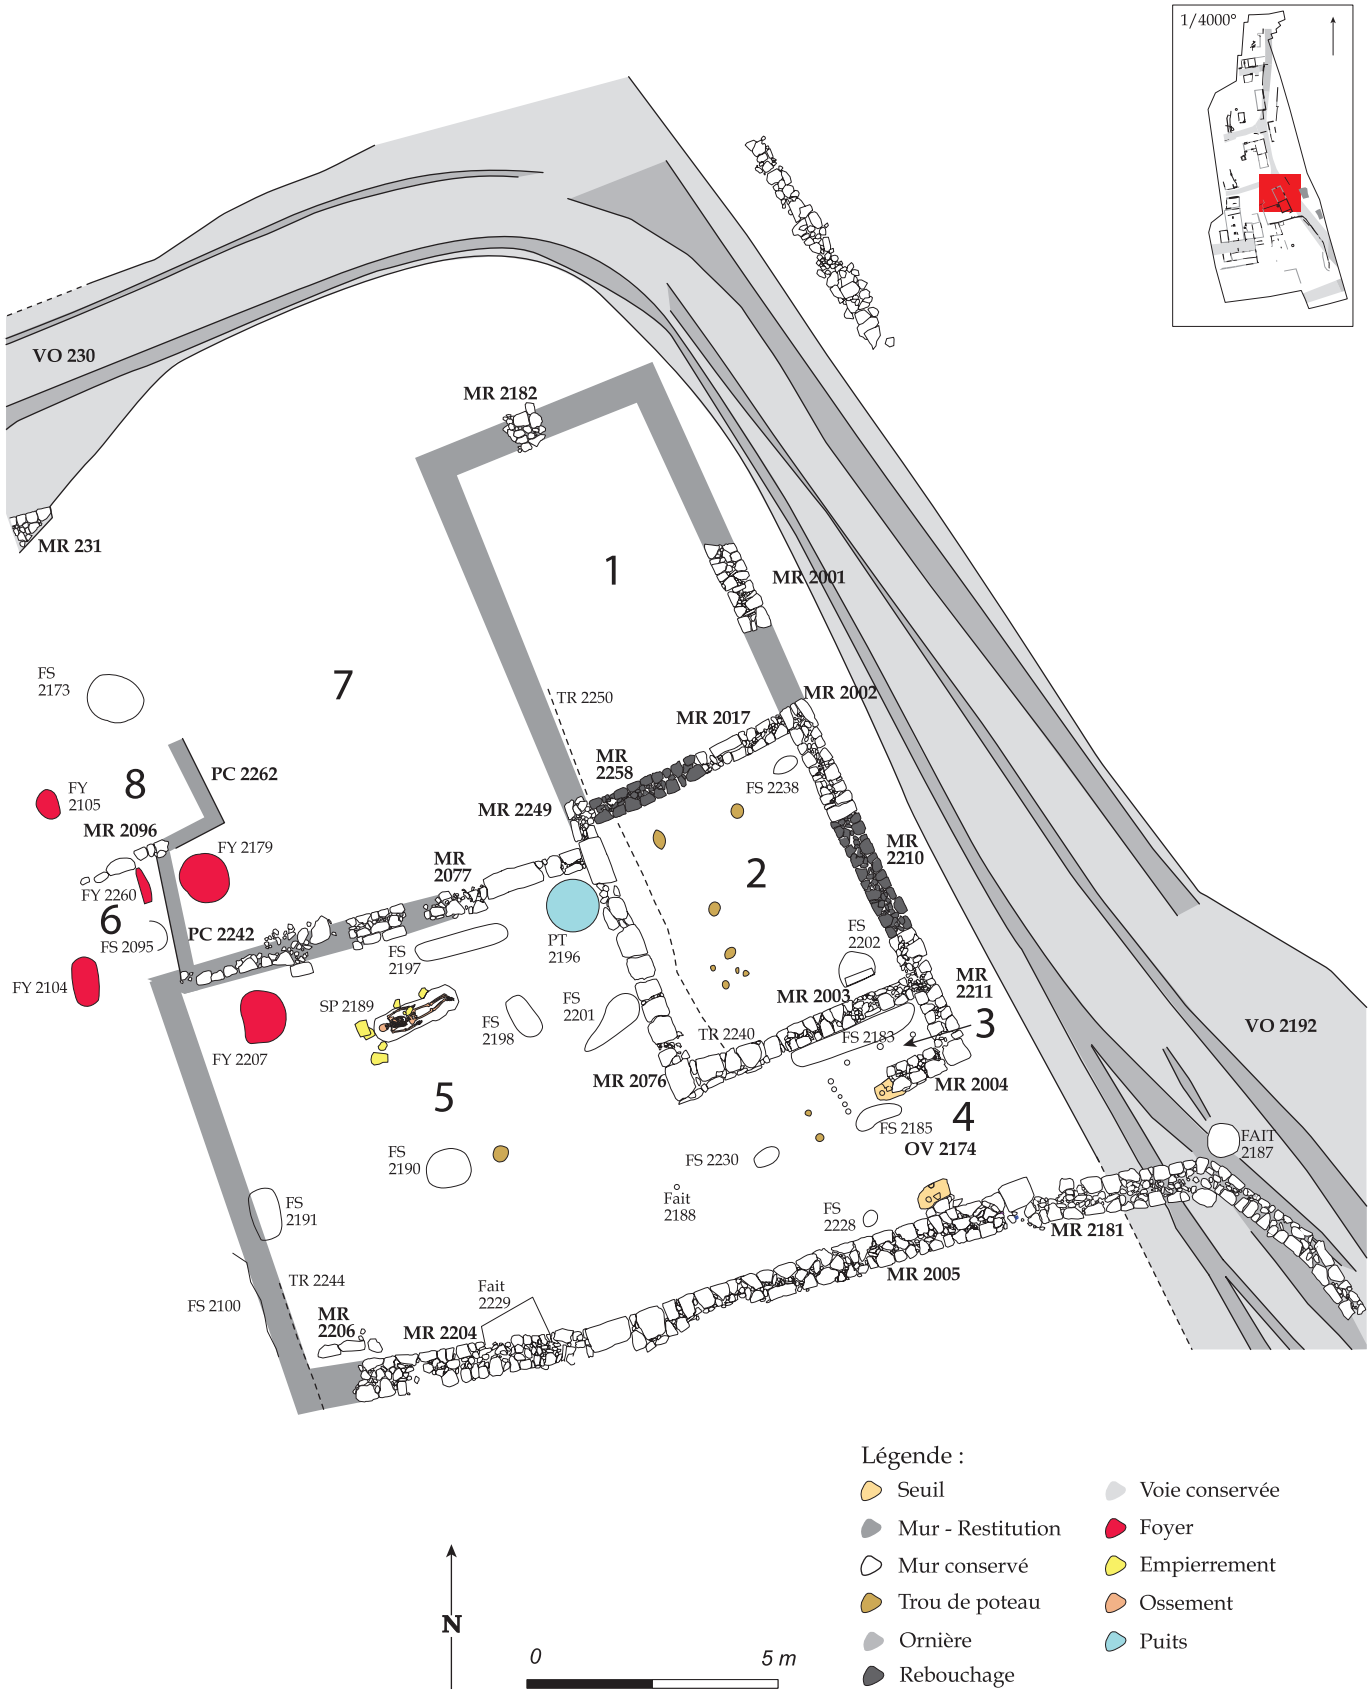 1/4000°
VO 230
MR 2182
MR 231
1
MR 2001
7
FS
2173
TR 2250
MR 2002
MR 2017
MR
2258
PC 2262
8
FY
2105
FS 2238
MR 2249
MR 2096
FY 2179
MR
2077
MR
2210
2
FY 2260
6
FS 2095
PC 2242
FS
2197
PT
2196
FS
2202
FY 2104
SP 2189
FS
2198
FS
2201
MR 2003
MR
2211
3
FY 2207
TR 2240
FS 2183
VO 2192
MR 2076
MR 2004
5
4
FS 2185
OV 2174
FAIT
2187
FS
2190
FS 2230
Fait
2188
FS
2191
FS
2228
MR 2181
MR 2005
TR 2244
Fait
2229
FS 2100
MR
2206
MR 2204
Légende :
Seuil
Mur - Restitution
Mur conservé
Trou de poteau
Ornière
Rebouchage
Voie conservée
Foyer
Empierrement
Ossement
Puits
N
0
5 m